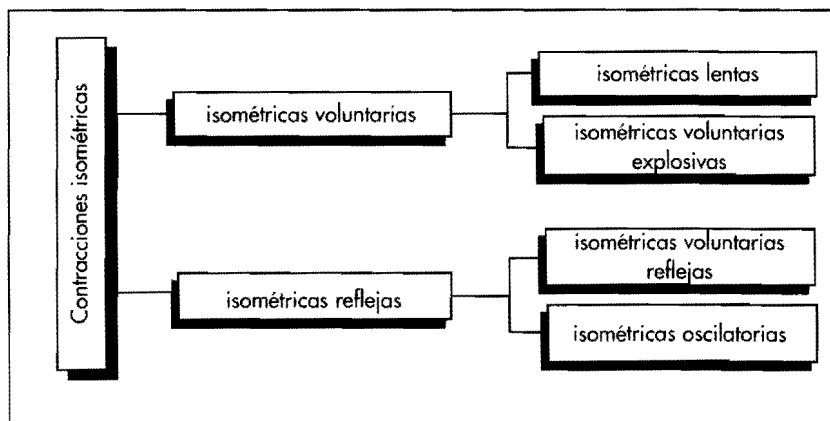 Contracciones isométricas
isométricas voluntarias
isométricas lentas
isométricas voluntarias
explosivas
isométricas reflejas
isométricas voluntarias
reflejas
isométricas oscilatorias